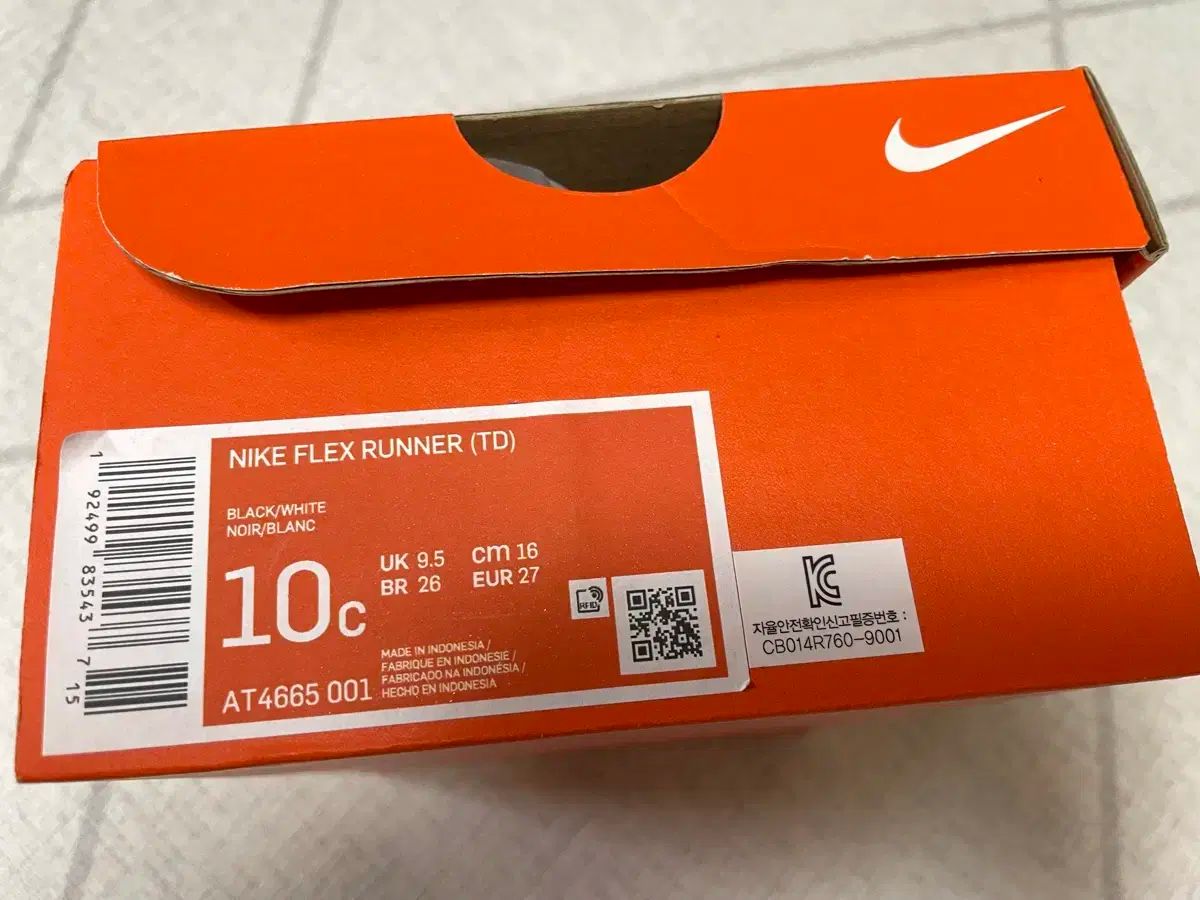 NIKE FLEX RUNNER (TD)
BLACK/WHITE
NOIR/BLANC
10c
UK 9.5 cm 16
BR 26 EUR 27
MADE IN INDONESIA/
FABRIQUE EN INDONESIE/
FABRICADO NA INDONÉSIA/
HECHO EN INDONESIA
AT4665 001
RFID
1 92499 83543 7 15
KC
자율안전확인신고필증번호 :
CB014R760-9001